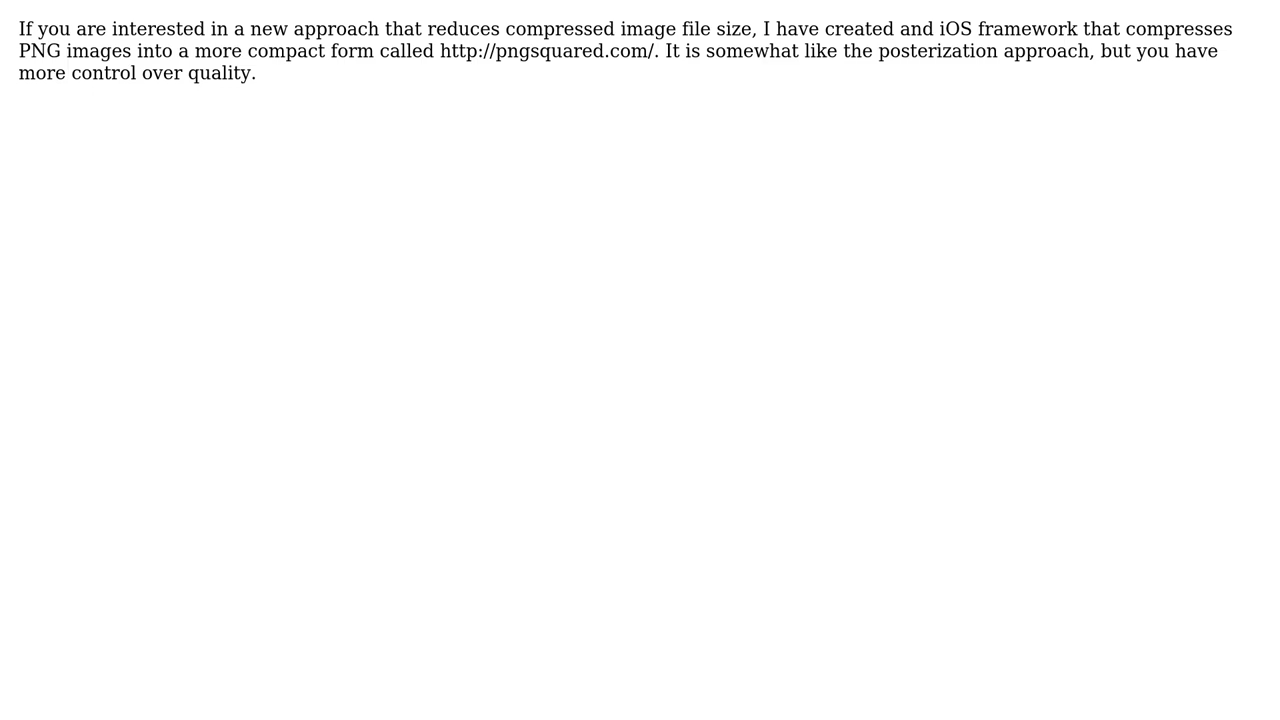 If you are interested in a new approach that reduces compressed image file size, I have created and iOS framework that compresses
PNG images into a more compact form called http://pngsquared.com/. It is somewhat like the posterization approach, but you have
more control over quality.